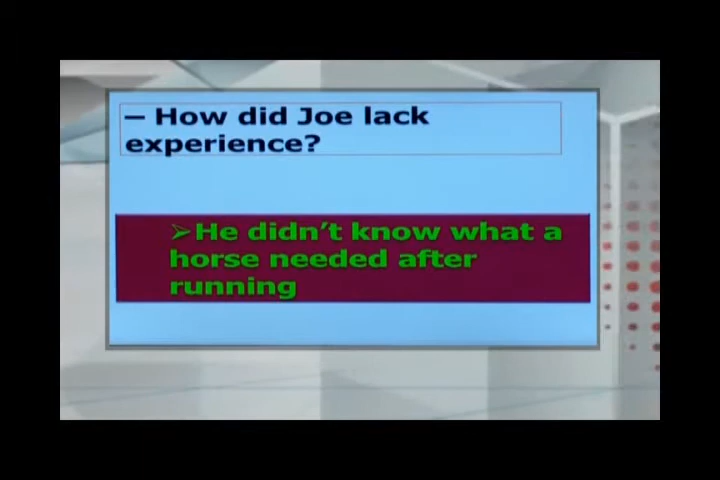 – How did Joe lack
experience?
➢He didn't know what a
horse needed after
running